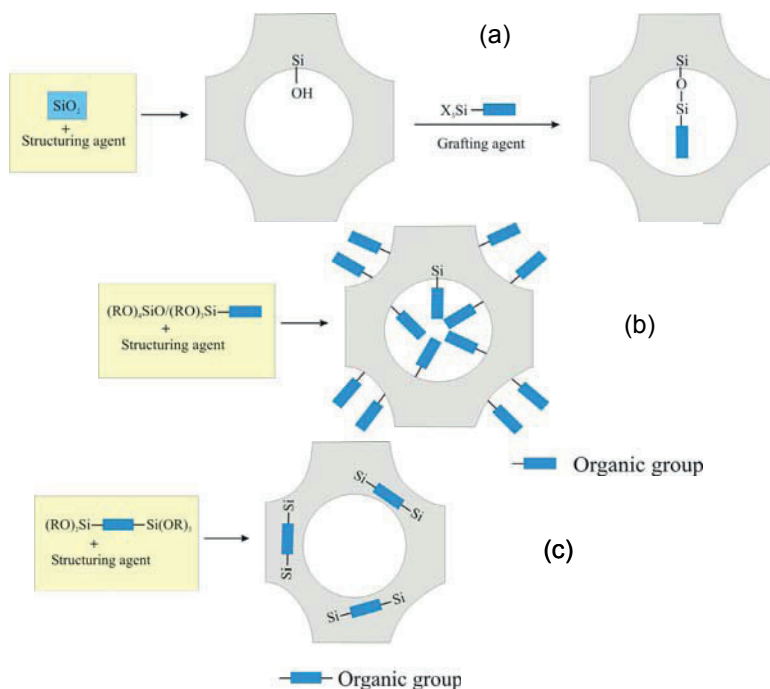 (a)
SiO₂
+
Structuring agent
Si
OH
X₃Si
Grafting agent
Si
O
Si
(RO)₄SiO/(RO)₃Si
+
Structuring agent
Si
(b)
Organic group
(RO)₃Si Si(OR)₃
+
Structuring agent
Si Si
Si Si
Si Si
(c)
Organic group